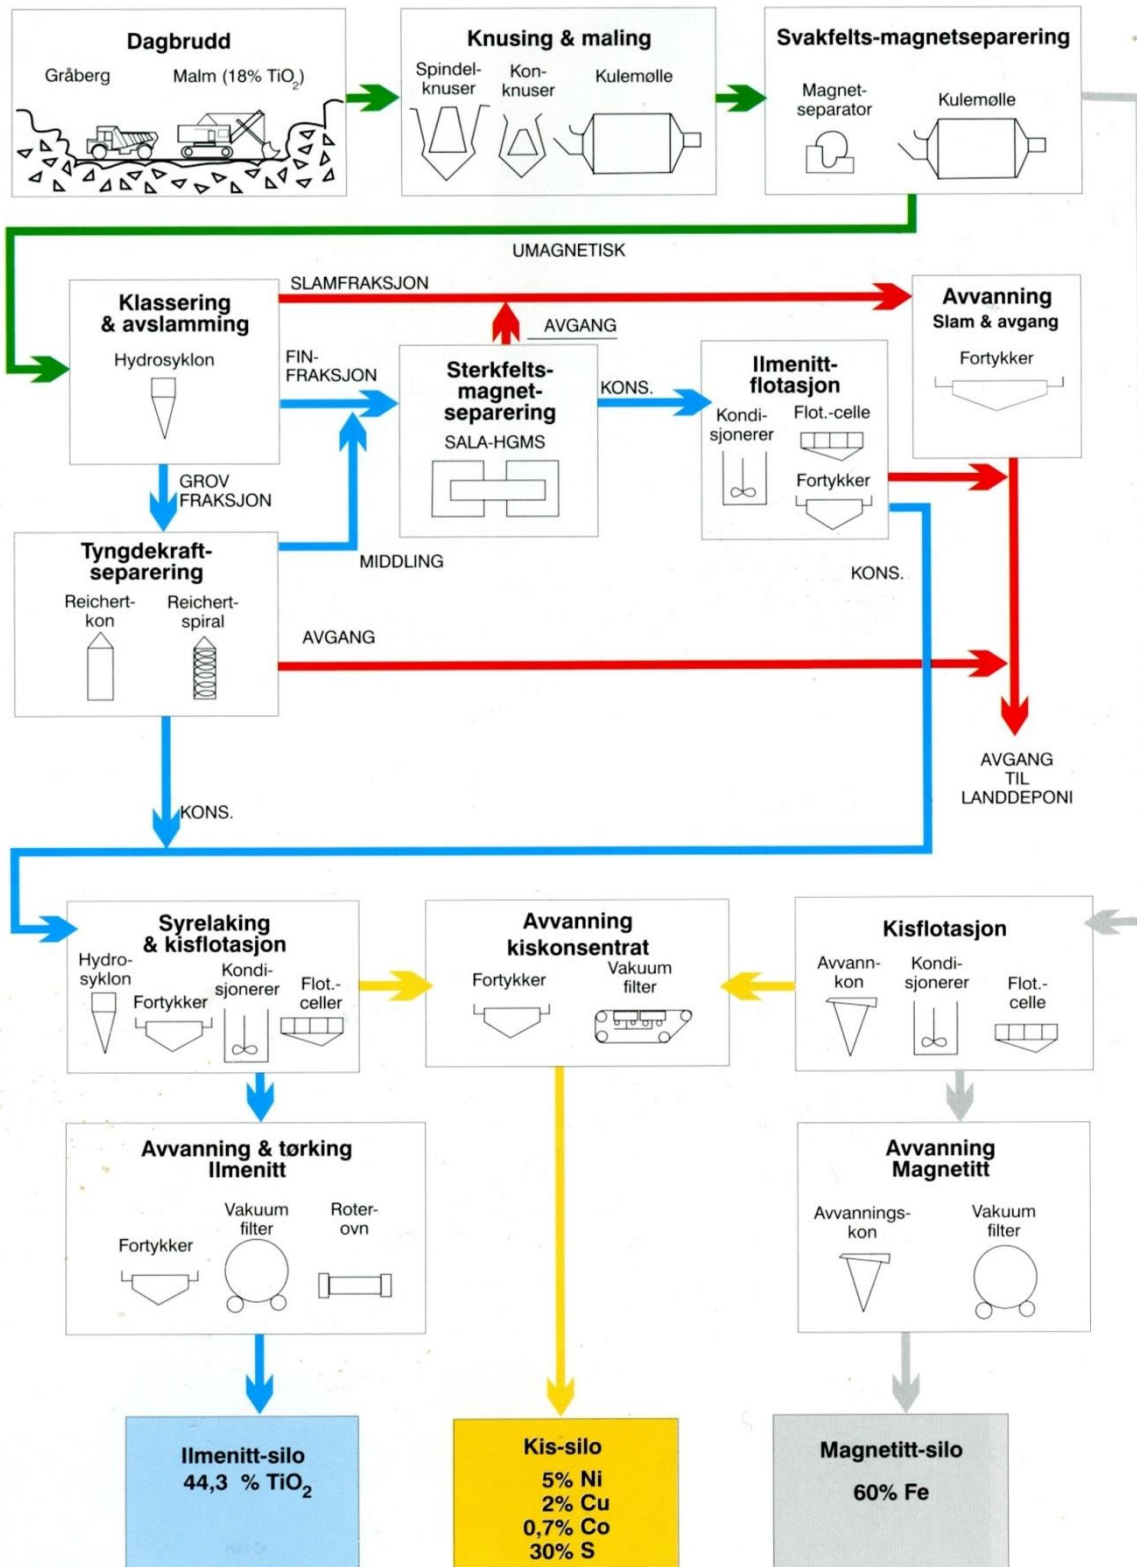 Dagbrudd
Gråberg
Malm (18% TiO2)
Knusing & maling
Spindel-
knuser
Kon-
knuser
Kulemølle
Svakfelts-magnetseparering
Magnet-
separator
Kulemølle
UMAGNETISK
Klassering
& avslamming
Hydrosyklon
SLAMFRAKSJON
FIN-
FRAKSJON
AVGANG
Sterkfelts-
magnet-
separering
SALA-HGMS
KONS.
Ilmenitt-
flotasjon
Kondi-
sjonerer
Flot.-celle
Fortykker
Avvanning
Slam & avgang
Fortykker
GROV
FRAKSJON
MIDDLING
KONS.
Tyngdekraft-
separering
Reichert-
kon
Reichert-
spiral
AVGANG
AVGANG
TIL
LANDDEPONI
KONS.
Syrelaking
& kisflotasjon
Hydro-
syklon
Fortykker
Kondi-
sjonerer
Flot.-
celler
Avvanning
kiskonsentrat
Fortykker
Vakuum
filter
Kisflotasjon
Avvann-
kon
Kondi-
sjonerer
Flot.-
celle
Avvanning & tørking
Ilmenitt
Fortykker
Vakuum
filter
Roter-
ovn
Avvanning
Magnetitt
Avvannings-
kon
Vakuum
filter
Ilmenitt-silo
44,3 % TiO2
Kis-silo
5% Ni
2% Cu
0,7% Co
30% S
Magnetitt-silo
60% Fe